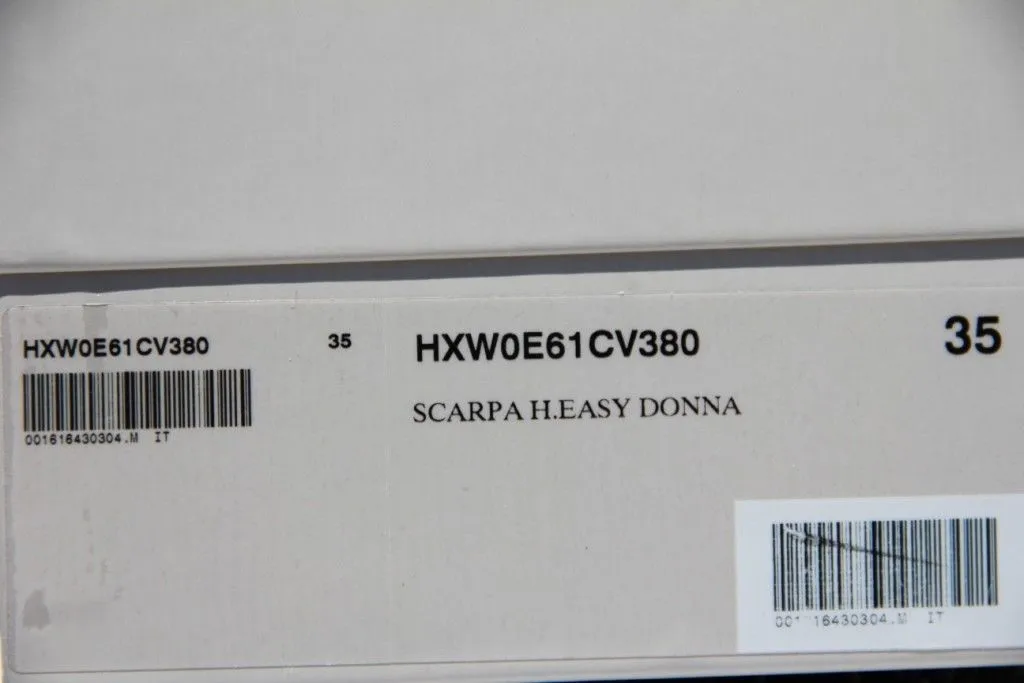 HXW0E61CV380 35
001616430304.M IT
HXW0E61CV380 35
SCARPA H.EASY DONNA
16430304.M IT